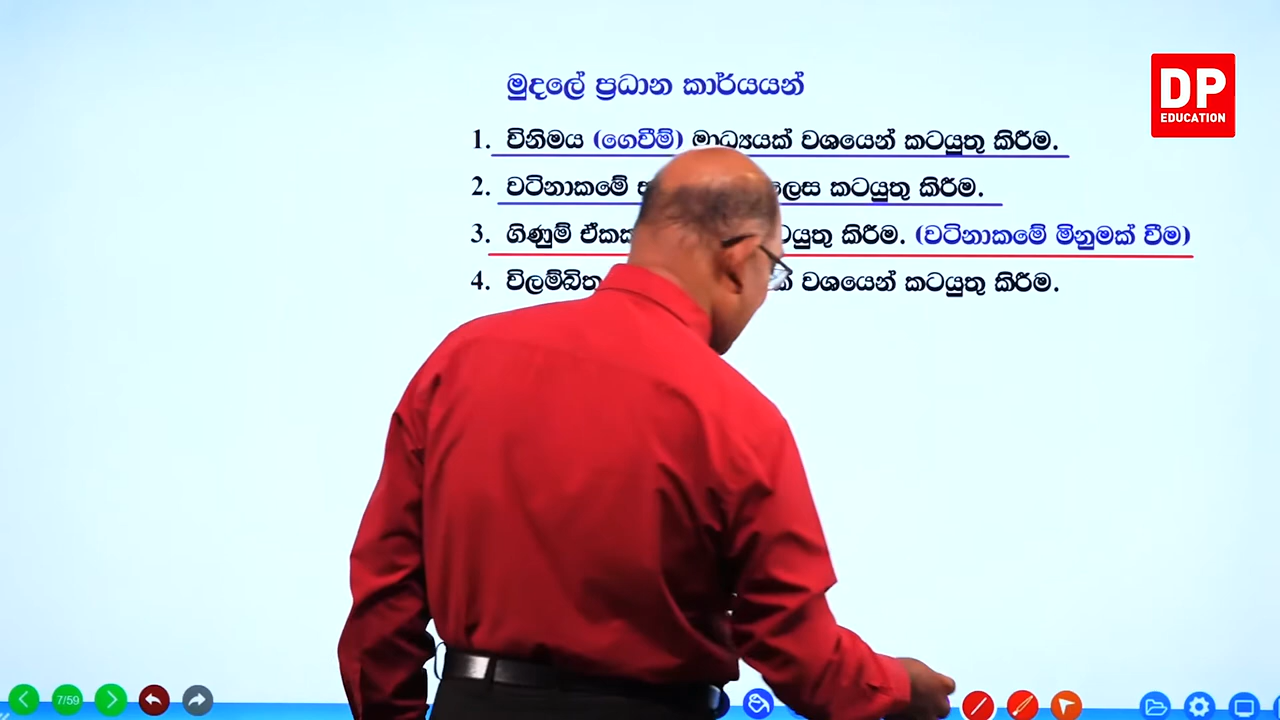 DP
EDUCATION
මුදලේ ප්‍රධාන කාර්යයන්
1. විනිමය (ගෙවීම්) මාධ්‍යයක් වශයෙන් කටයුතු කිරීම.
2. වටිනාකමේ ලෙස කටයුතු කිරීම.
3. ගිණුම් කිරීම. (වටිනාකමේ මිනුමක් වීම)
4. විලම්බිත වශයෙන් කටයුතු කිරීම.
7/59